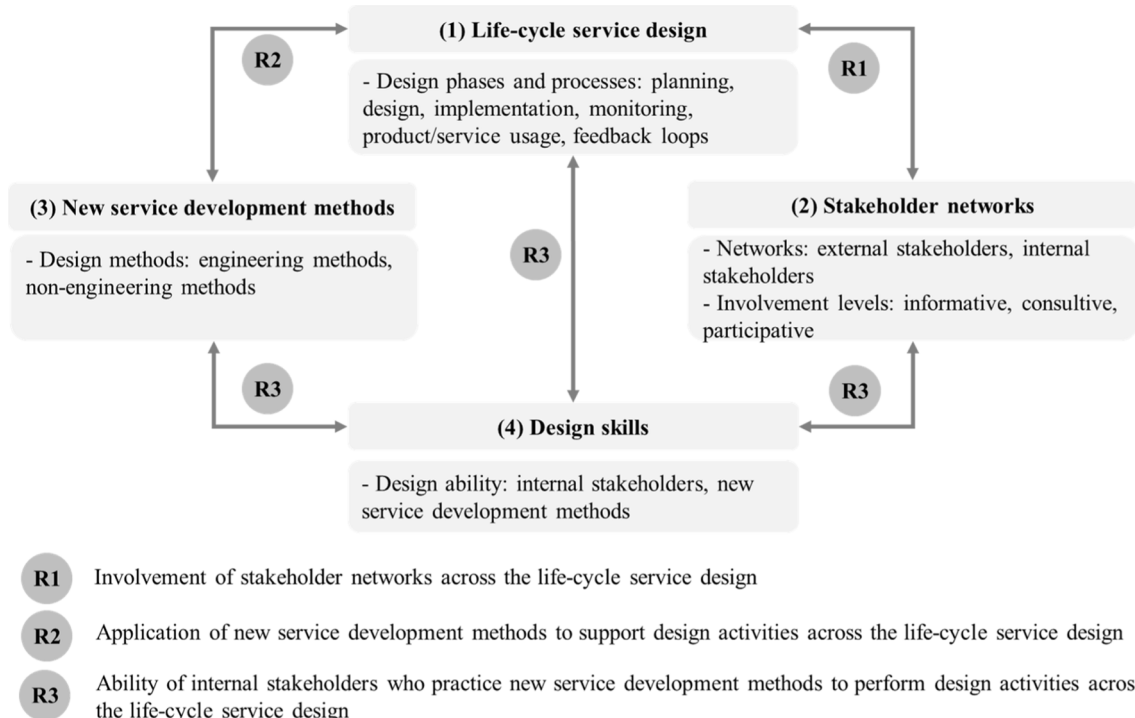 (1) Life-cycle service design
R2
R1
- Design phases and processes: planning,
design, implementation, monitoring,
product/service usage, feedback loops
(3) New service development methods
(2) Stakeholder networks
- Design methods: engineering methods,
non-engineering methods
R3
- Networks: external stakeholders, internal
stakeholders
- Involvement levels: informative, consultive,
participative
R3
R3
(4) Design skills
- Design ability: internal stakeholders, new
service development methods
R1 Involvement of stakeholder networks across the life-cycle service design
R2 Application of new service development methods to support design activities across the life-cycle service design
R3 Ability of internal stakeholders who practice new service development methods to perform design activities acros
the life-cycle service design